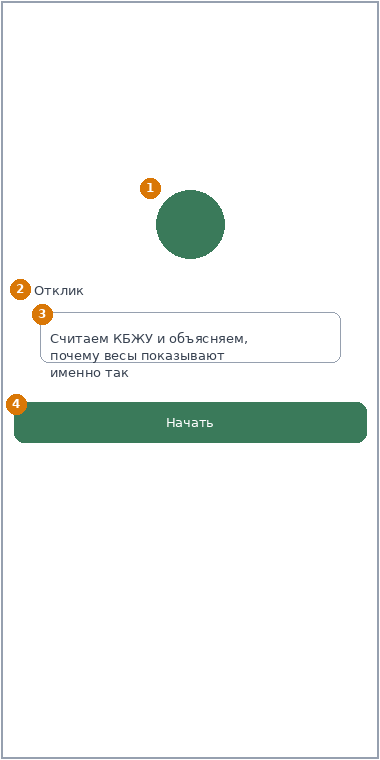 1
2 Отклик
3
Считаем КБЖУ и объясняем,
почему весы показывают
именно так
4
Начать